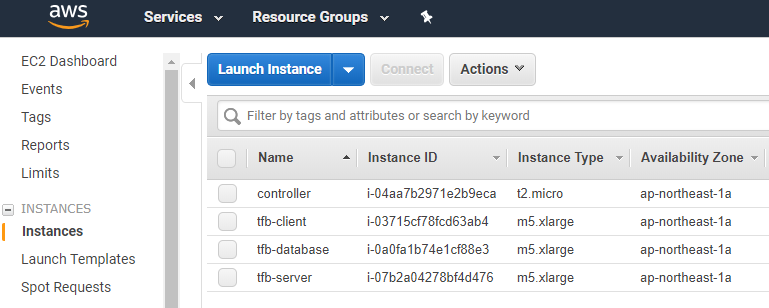 aws Services Resource Groups
EC2 Dashboard
Events
Tags
Reports
Limits
INSTANCES
Instances
Launch Templates
Spot Requests
Launch Instance Connect Actions
Filter by tags and attributes or search by keyword
Name Instance ID Instance Type Availability Zone
controller i-04aa7b2971e2b9eca t2.micro ap-northeast-1a
tfb-client i-03715cf78fcd63ab4 m5.xlarge ap-northeast-1a
tfb-database i-0a0fa1b74e1cf88e3 m5.xlarge ap-northeast-1a
tfb-server i-07b2a04278bf4d476 m5.xlarge ap-northeast-1a